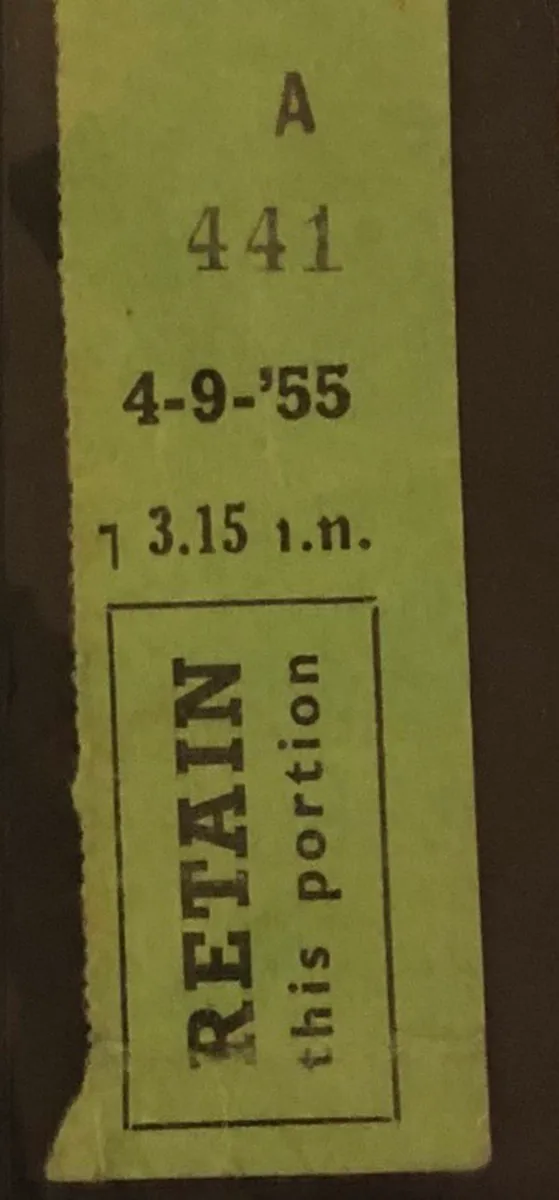 A
441
4-9-'55
⁊ 3.15 ı.n.
RETAIN
this portion